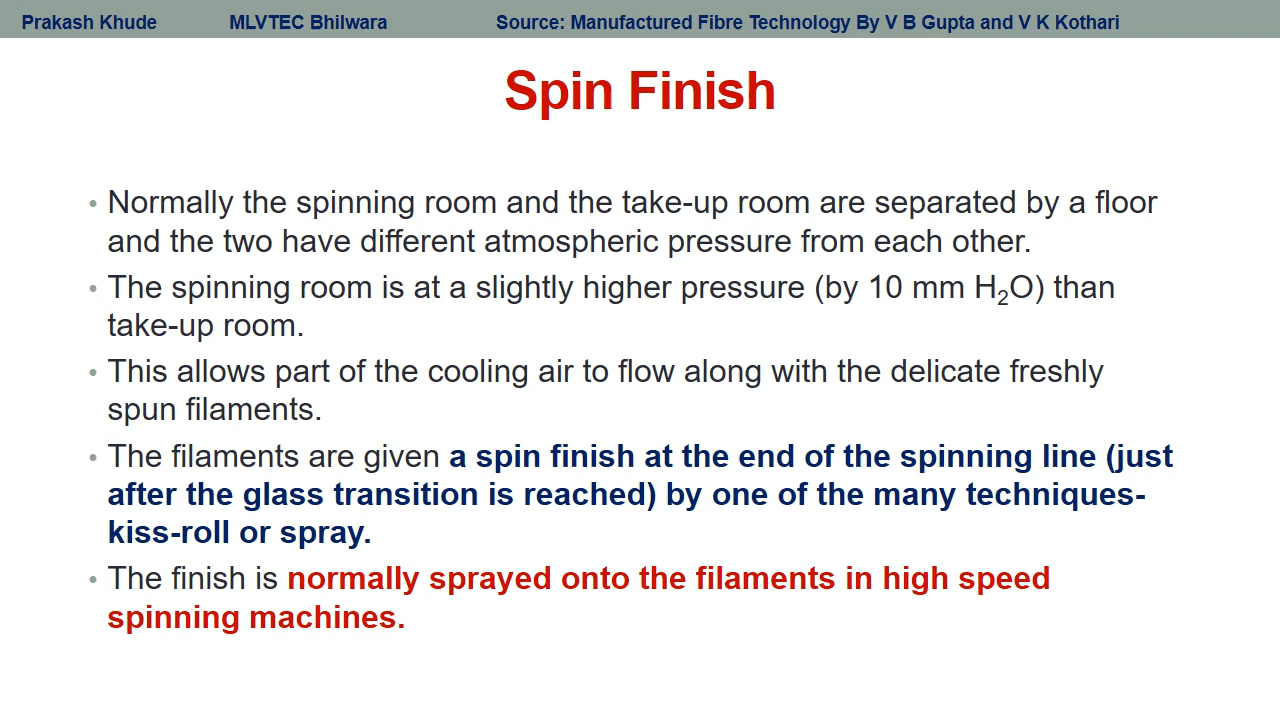 Prakash Khude MLVTEC Bhilwara Source: Manufactured Fibre Technology By V B Gupta and V K Kothari
Spin Finish
• Normally the spinning room and the take-up room are separated by a floor
and the two have different atmospheric pressure from each other.
• The spinning room is at a slightly higher pressure (by 10 mm H₂O) than
take-up room.
• This allows part of the cooling air to flow along with the delicate freshly
spun filaments.
• The filaments are given a spin finish at the end of the spinning line (just
after the glass transition is reached) by one of the many techniques-
kiss-roll or spray.
• The finish is normally sprayed onto the filaments in high speed
spinning machines.